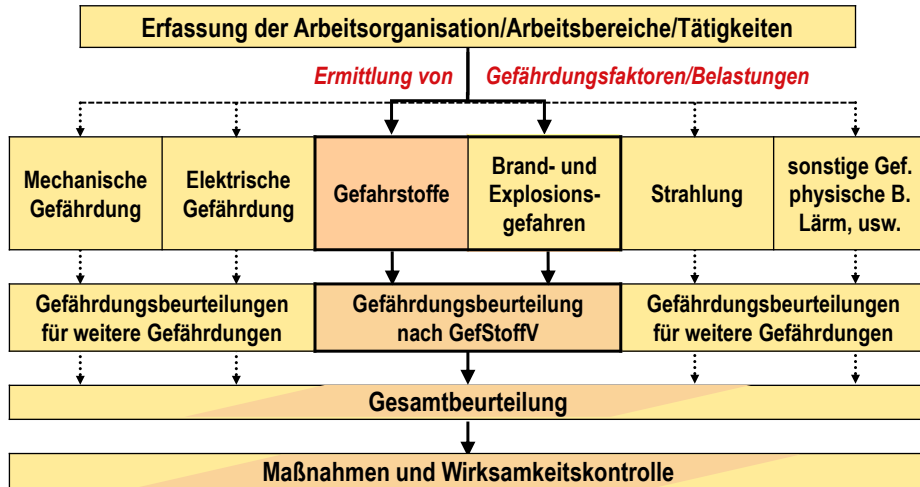 Erfassung der Arbeitsorganisation/Arbeitsbereiche/Tätigkeiten
Ermittlung von Gefährdungsfaktoren/Belastungen
Mechanische
Gefährdung
Elektrische
Gefährdung
Gefahrstoffe
Brand- und
Explosions-
gefahren
Strahlung
sonstige Gef.
physische B.
Lärm, usw.
Gefährdungsbeurteilungen
für weitere Gefährdungen
Gefährdungsbeurteilung
nach GefStoffV
Gefährdungsbeurteilungen
für weitere Gefährdungen
Gesamtbeurteilung
Maßnahmen und Wirksamkeitskontrolle